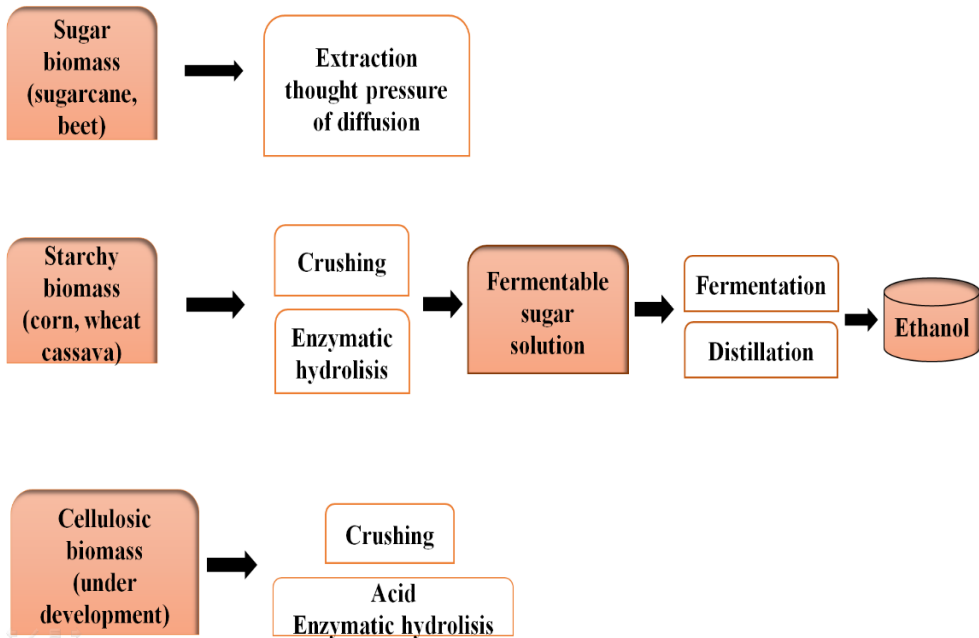 Sugar
biomass
(sugarcane,
beet)
Extraction
thought pressure
of diffusion
Starchy
biomass
(corn, wheat
cassava)
Crushing
Enzymatic
hydrolisis
Fermentable
sugar
solution
Fermentation
Distillation
Ethanol
Cellulosic
biomass
(under
development)
Crushing
Acid
Enzymatic hydrolisis